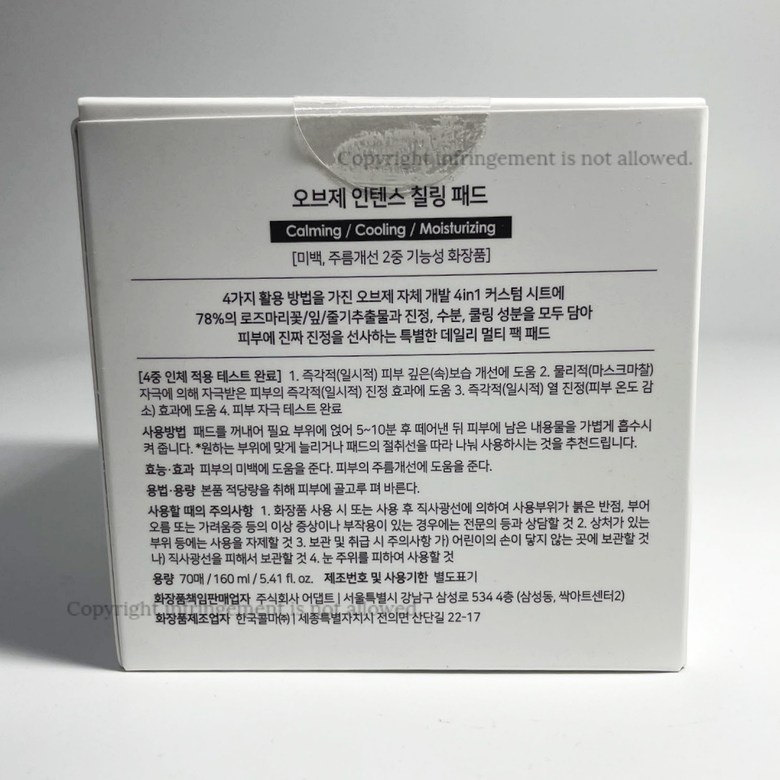 Copyright infringement is not allowed.
오브제 인텐스 칠링 패드
Calming / Cooling / Moisturizing
[미백, 주름개선 2중 기능성 화장품]
4가지 활용 방법을 가진 오브제 자체 개발 4in1 커스텀 시트에
78%의 로즈마리꽃/잎/줄기추출물과 진정, 수분, 쿨링 성분을 모두 담아
피부에 진짜 진정을 선사하는 특별한 데일리 멀티 팩 패드
[4중 인체 적용 테스트 완료] 1. 즉각적(일시적) 피부 깊은(속)보습 개선에 도움 2. 물리적(마스크마찰)
자극에 의해 자극받은 피부의 즉각적(일시적) 진정 효과에 도움 3. 즉각적(일시적) 열 진정(피부 온도 감
소) 효과에 도움 4. 피부 자극 테스트 완료
사용방법 패드를 꺼내어 필요 부위에 얹어 5~10분 후 떼어낸 뒤 피부에 남은 내용물을 가볍게 흡수시
켜 줍니다. *원하는 부위에 맞게 늘리거나 패드의 절취선을 따라 나눠 사용하시는 것을 추천드립니다.
효능·효과 피부의 미백에 도움을 준다. 피부의 주름개선에 도움을 준다.
용법·용량 본품 적당량을 취해 피부에 골고루 펴 바른다.
사용할 때의 주의사항 1. 화장품 사용 시 또는 사용 후 직사광선에 의하여 사용부위가 붉은 반점, 부어
오름 또는 가려움증 등의 이상 증상이나 부작용이 있는 경우에는 전문의 등과 상담할 것 2. 상처가 있는
부위 등에는 사용을 자제할 것 3. 보관 및 취급 시 주의사항 가) 어린이의 손이 닿지 않는 곳에 보관할 것
나) 직사광선을 피해서 보관할 것 4. 눈 주위를 피하여 사용할 것
용량 70매 / 160 ml / 5.41 fl. oz. 제조번호 및 사용기한 별도표기
화장품책임판매업자 주식회사 어댑트 | 서울특별시 강남구 삼성로 534 4층 (삼성동, 싹아트센터2)
Copyright infringement is not allowed.
화장품제조업자 한국콜마㈜ | 세종특별자치시 전의면 산단길 22-17